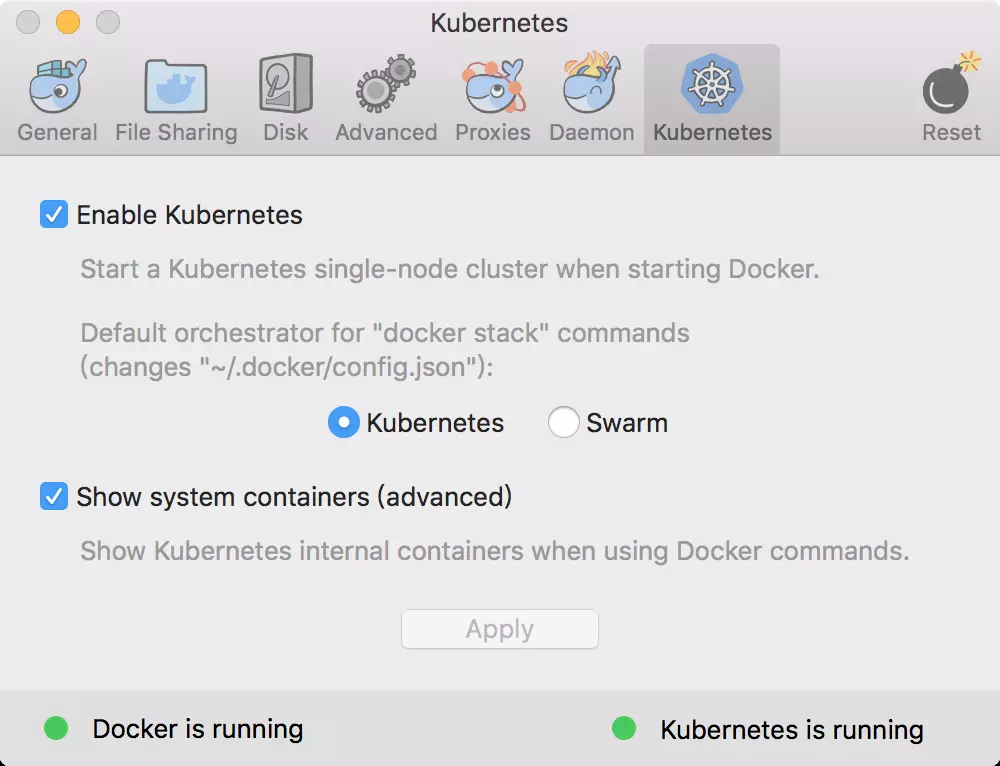 Kubernetes
General File Sharing Disk Advanced Proxies Daemon Kubernetes Reset
Enable Kubernetes
Start a Kubernetes single-node cluster when starting Docker.
Default orchestrator for "docker stack" commands
(changes "~/.docker/config.json"):
Kubernetes Swarm
Show system containers (advanced)
Show Kubernetes internal containers when using Docker commands.
Apply
Docker is running Kubernetes is running